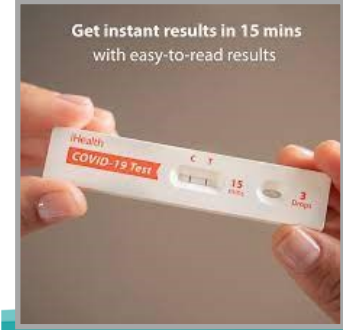 Get instant results in 15 mins
with easy-to-read results
iHealth
COVID-19 Test
C T
15
mins
3
Drops